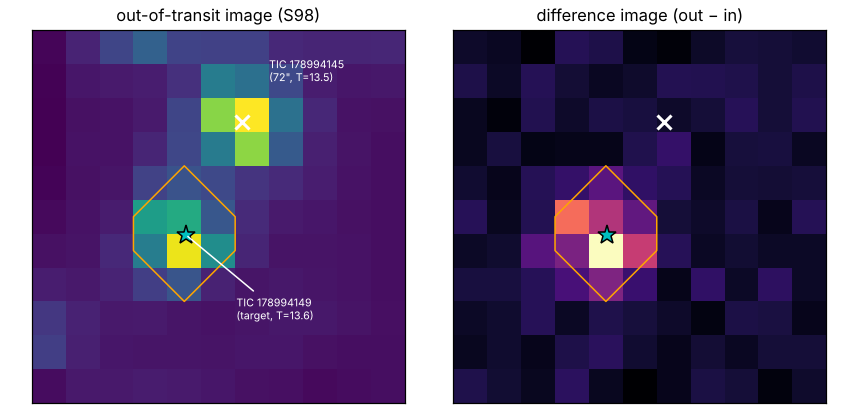 out-of-transit image (S98)
difference image (out − in)
TIC 178994145
(72", T=13.5)
TIC 178994149
(target, T=13.6)